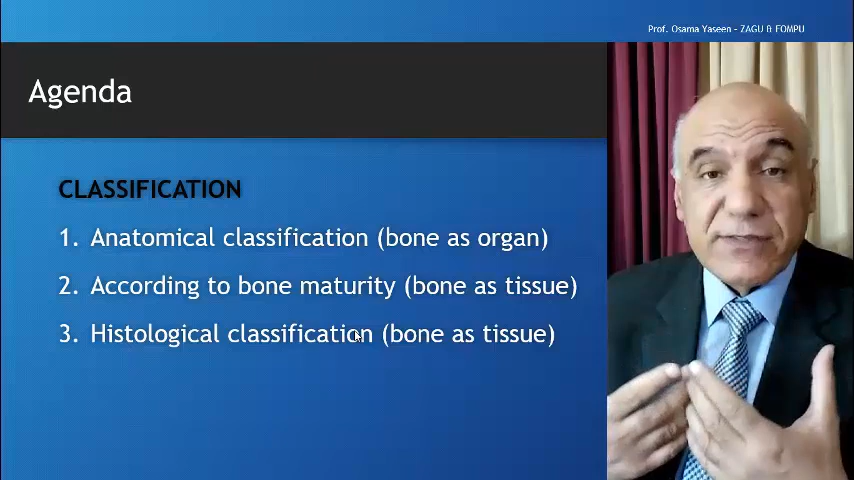 Prof. Osama Yaseen - ZAGU & FOMPU
Agenda
CLASSIFICATION
1. Anatomical classification (bone as organ)
2. According to bone maturity (bone as tissue)
3. Histological classification (bone as tissue)